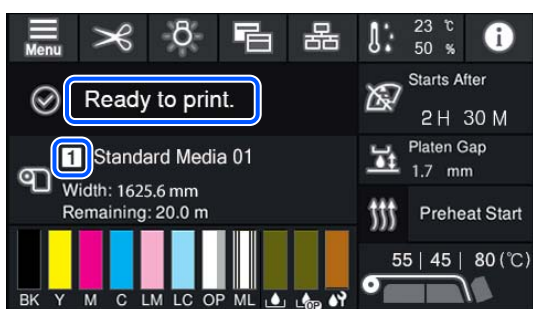 Menu
23 ℃
50 %
i
Ready to print.
Starts After
2 H 30 M
1 Standard Media 01
Width: 1625.6 mm
Remaining: 20.0 m
Platen Gap
1.7 mm
Preheat Start
55 | 45 | 80 (℃)
BK Y M C LM LC OP ML OP